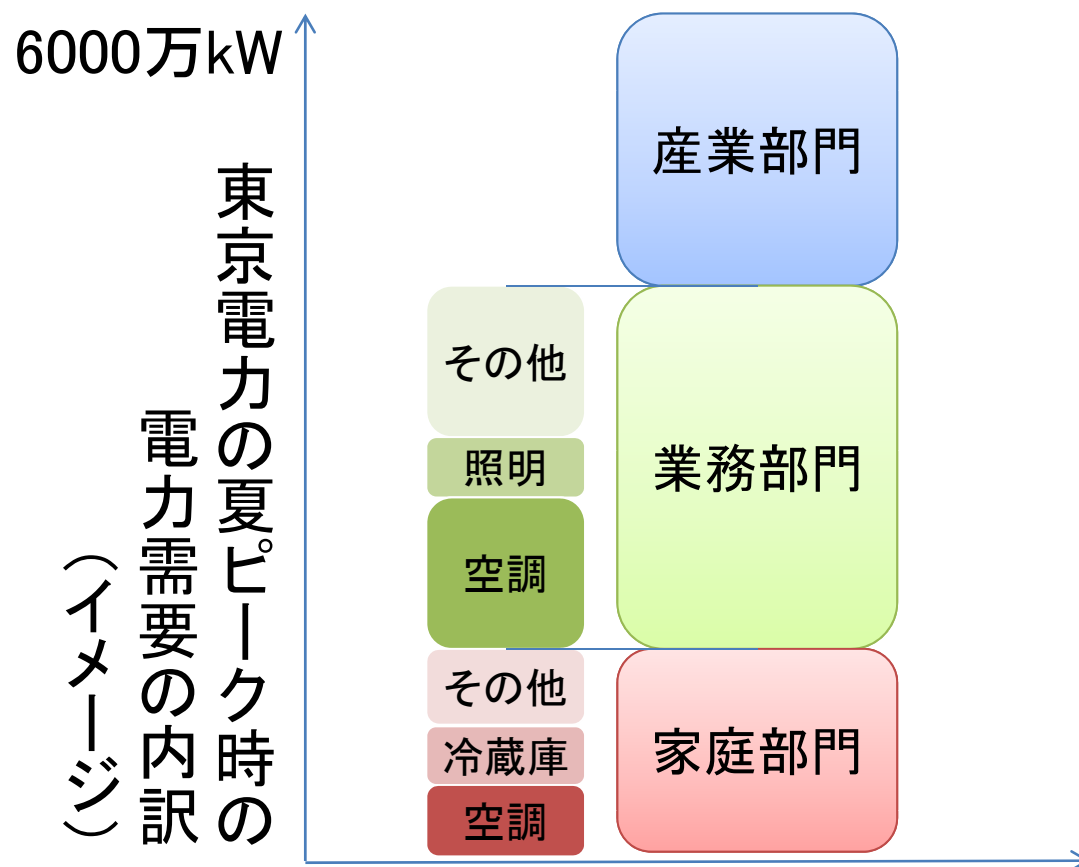 6000万kW
東京電力の夏ピーク時の
電力需要の内訳
（イメージ）
産業部門
その他
照明
空調
業務部門
その他
冷蔵庫
空調
家庭部門